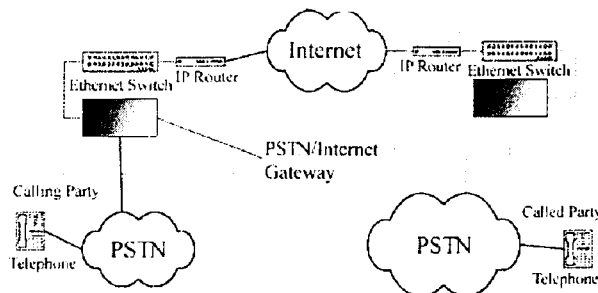 Internet
IP Router
Ethernet Switch
IP Router
Ethernet Switch
PSTN/Internet
Gateway
Calling Party
Telephone
PSTN
PSTN
Called Party
Telephone